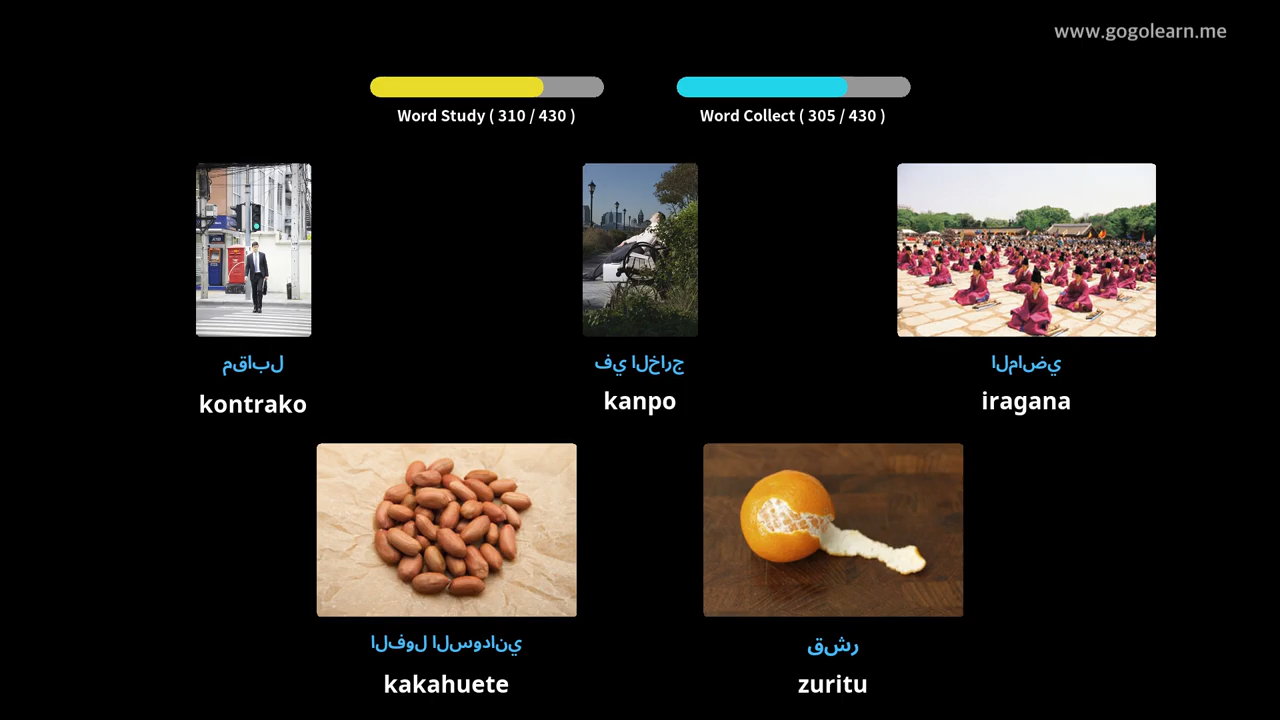 www.gogolearn.me
Word Study ( 310 / 430 )
Word Collect ( 305 / 430 )
مقابل
kontrako
في الخارج
kanpo
الماضي
iragana
الفول السوداني
kakahuete
قشر
zuritu